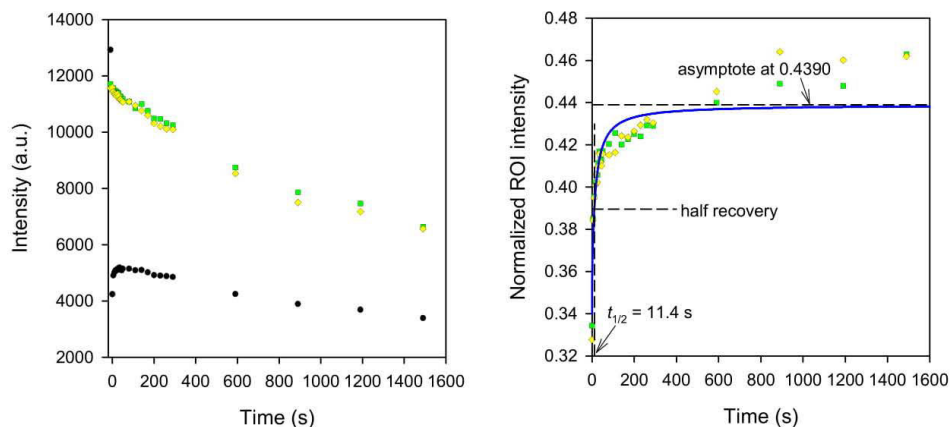 14000
12000
10000
8000
6000
4000
2000
Intensity (a.u.)
0 200 400 600 800 1000 1200 1400 1600
Time (s)
0.48
0.46
0.44
0.42
0.40
0.38
0.36
0.34
0.32
Normalized ROI intensity
asymptote at 0.4390
half recovery
t1/2 = 11.4 s
0 200 400 600 800 1000 1200 1400 1600
Time (s)